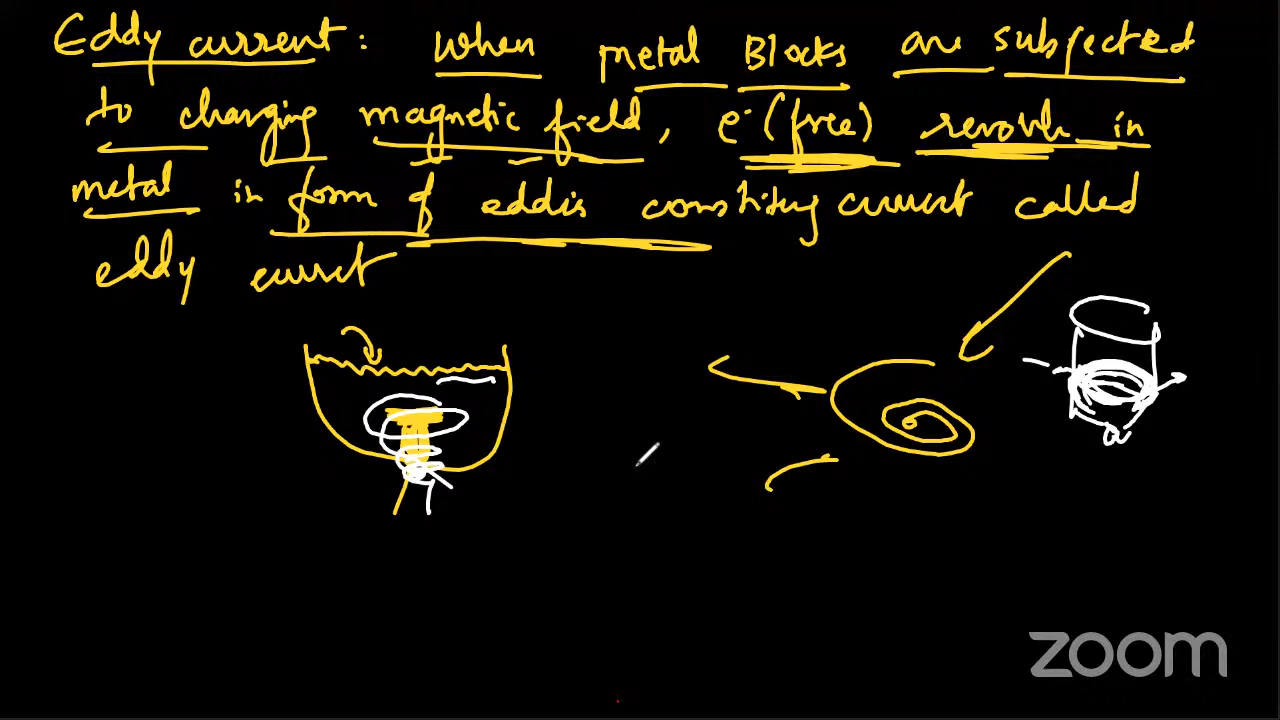 Eddy current: When metal Blocks are subjected
to changing magnetic field, e⁻ (free) revolve in
metal in form of eddies constituting current called
eddy current
zoom